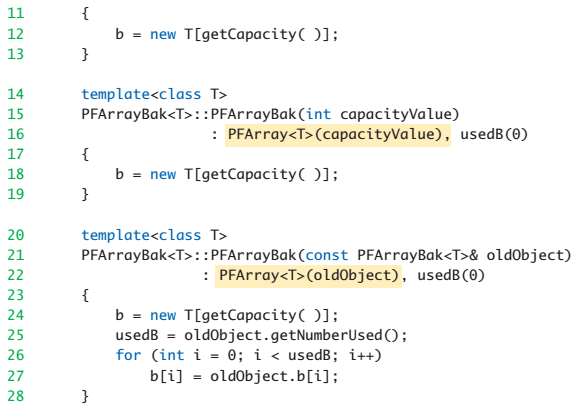 11 {
12 b = new T[getCapacity( )];
13 }
14 template<class T>
15 PFArrayBak<T>::PFArrayBak(int capacityValue)
16 : PFArray<T>(capacityValue), usedB(0)
17 {
18 b = new T[getCapacity( )];
19 }
20 template<class T>
21 PFArrayBak<T>::PFArrayBak(const PFArrayBak<T>& oldObject)
22 : PFArray<T>(oldObject), usedB(0)
23 {
24 b = new T[getCapacity( )];
25 usedB = oldObject.getNumberUsed();
26 for (int i = 0; i < usedB; i++)
27 b[i] = oldObject.b[i];
28 }